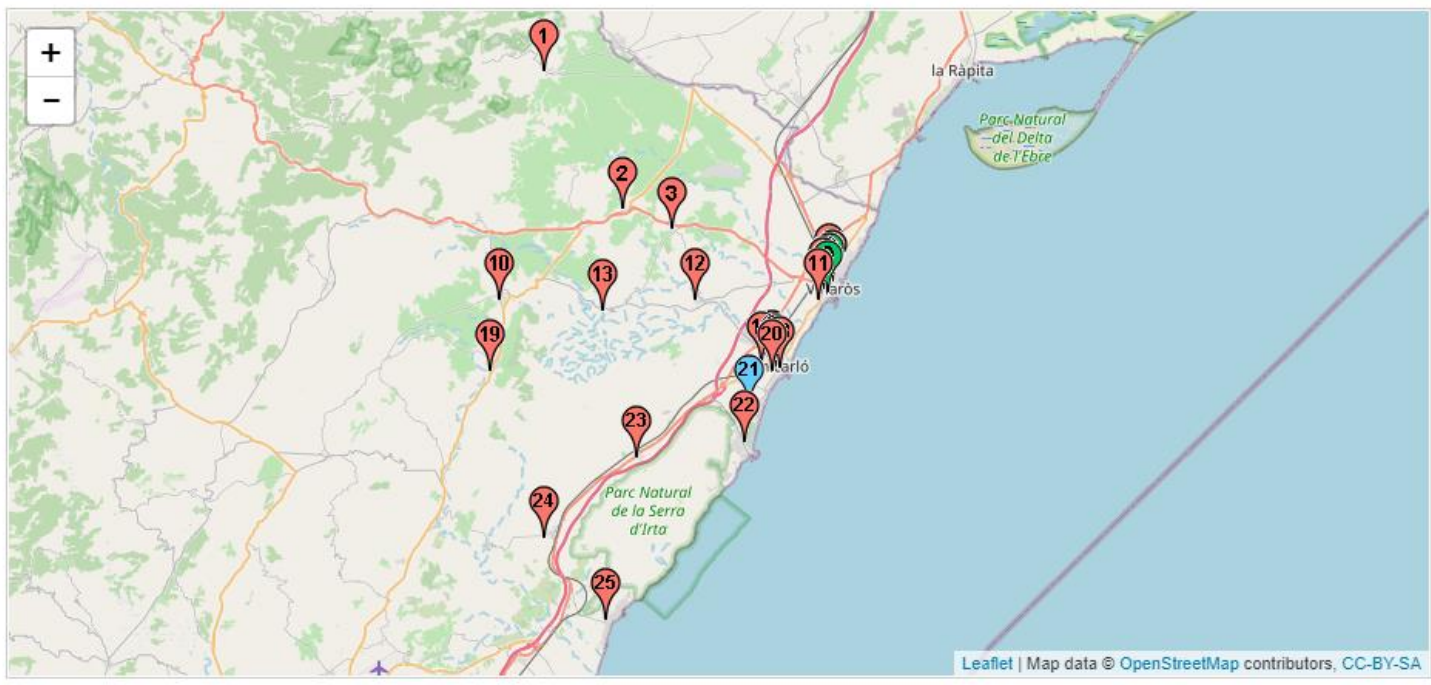 +
−
1
la Ràpita
Parc Natural
del Delta
de l'Ebre
2
3
10
13
12
11
19
20
21
22
23
24
Parc Natural
de la Serra
d'Irta
25
Leaflet | Map data © OpenStreetMap contributors, CC-BY-SA